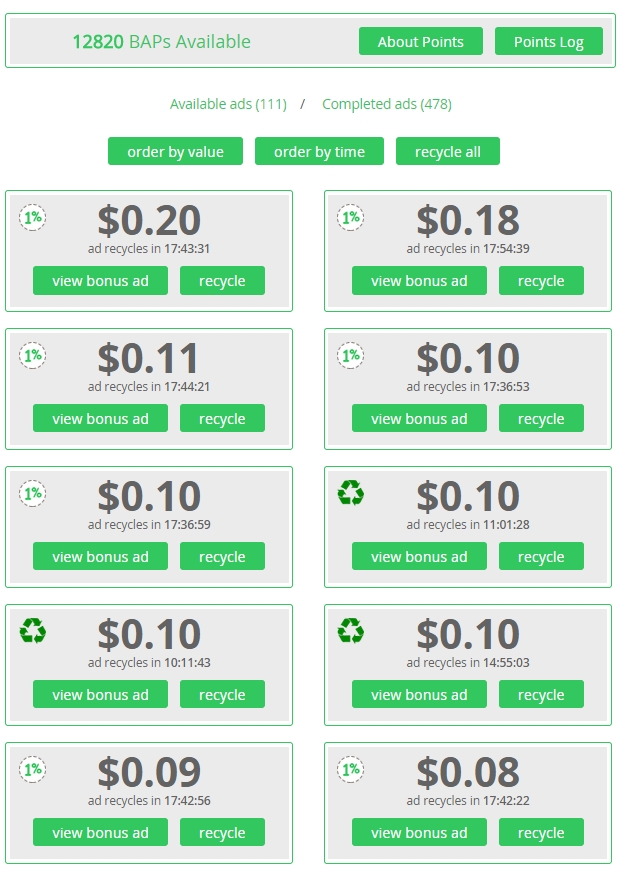 12820 BAPs Available About Points Points Log
Available ads (111) / Completed ads (478)
order by value order by time recycle all
1% $0.20
ad recycles in 17:43:31
view bonus ad recycle
1% $0.18
ad recycles in 17:54:39
view bonus ad recycle
1% $0.11
ad recycles in 17:44:21
view bonus ad recycle
1% $0.10
ad recycles in 17:36:53
view bonus ad recycle
1% $0.10
ad recycles in 17:36:59
view bonus ad recycle
$0.10
ad recycles in 11:01:28
view bonus ad recycle
$0.10
ad recycles in 10:11:43
view bonus ad recycle
$0.10
ad recycles in 14:55:03
view bonus ad recycle
1% $0.09
ad recycles in 17:42:56
view bonus ad recycle
1% $0.08
ad recycles in 17:42:22
view bonus ad recycle